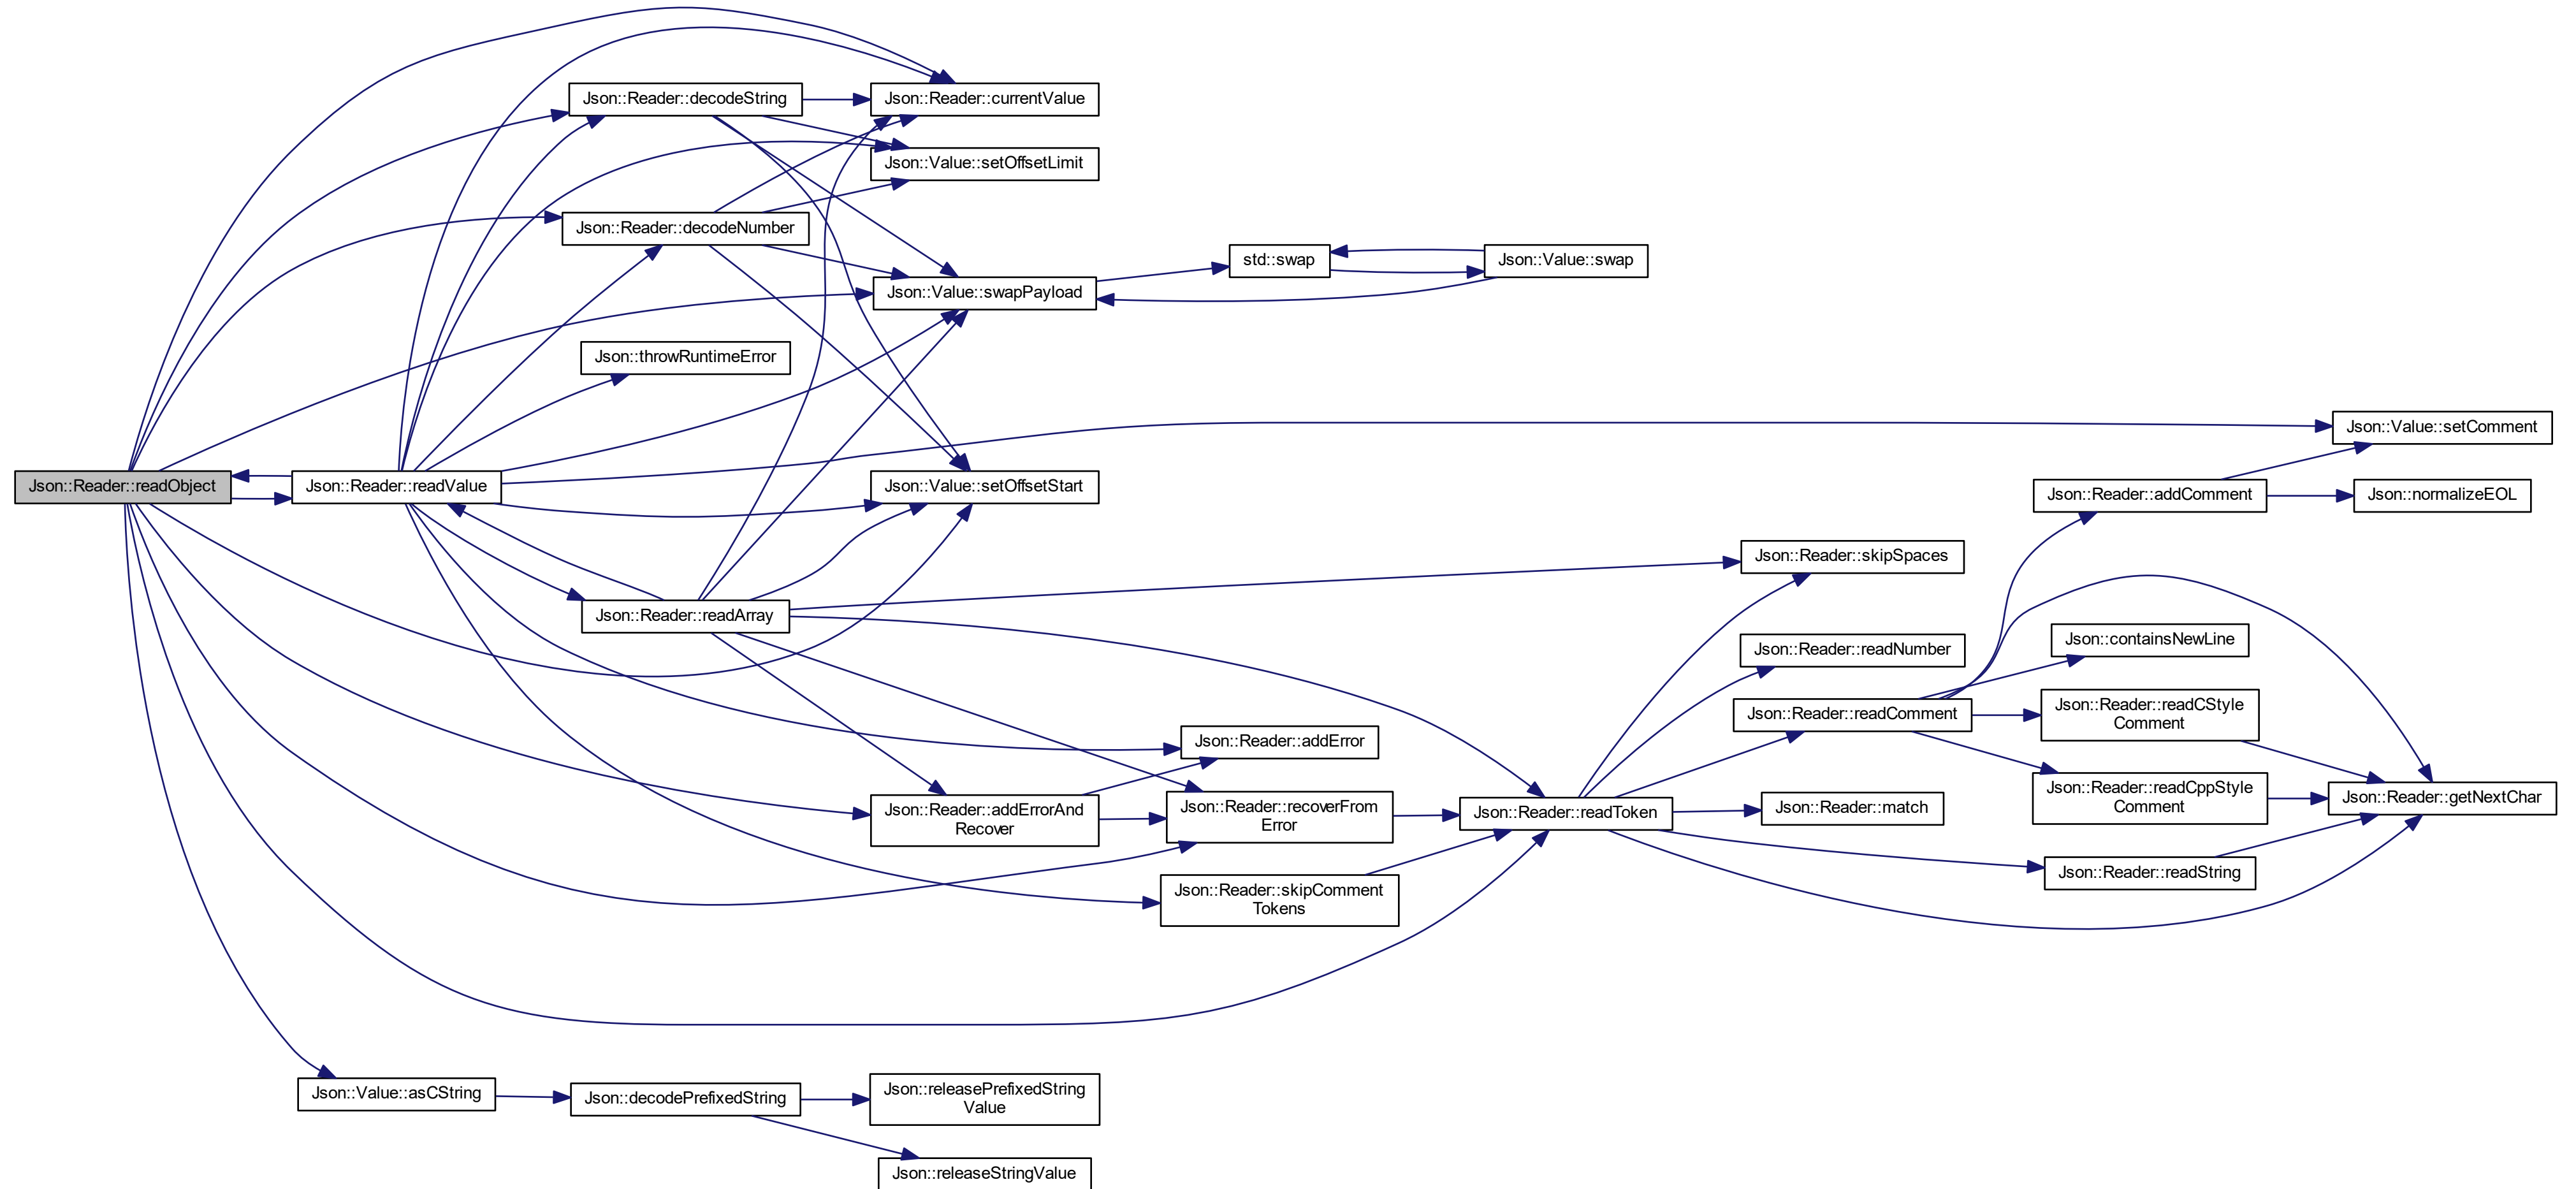 Json::Reader::decodeString
Json::Reader::currentValue
Json::Value::setOffsetLimit
Json::Reader::decodeNumber
std::swap
Json::Value::swap
Json::Value::swapPayload
Json::throwRuntimeError
Json::Value::setComment
Json::Reader::readObject
Json::Reader::readValue
Json::Value::setOffsetStart
Json::Reader::addComment
Json::normalizeEOL
Json::Reader::skipSpaces
Json::Reader::readArray
Json::containsNewLine
Json::Reader::readNumber
Json::Reader::readComment
Json::Reader::readCStyle
Comment
Json::Reader::addError
Json::Reader::readCppStyle
Comment
Json::Reader::getNextChar
Json::Reader::addErrorAnd
Recover
Json::Reader::recoverFrom
Error
Json::Reader::readToken
Json::Reader::match
Json::Reader::readString
Json::Reader::skipComment
Tokens
Json::Value::asCString
Json::decodePrefixedString
Json::releasePrefixedString
Value
Json::releaseStringValue